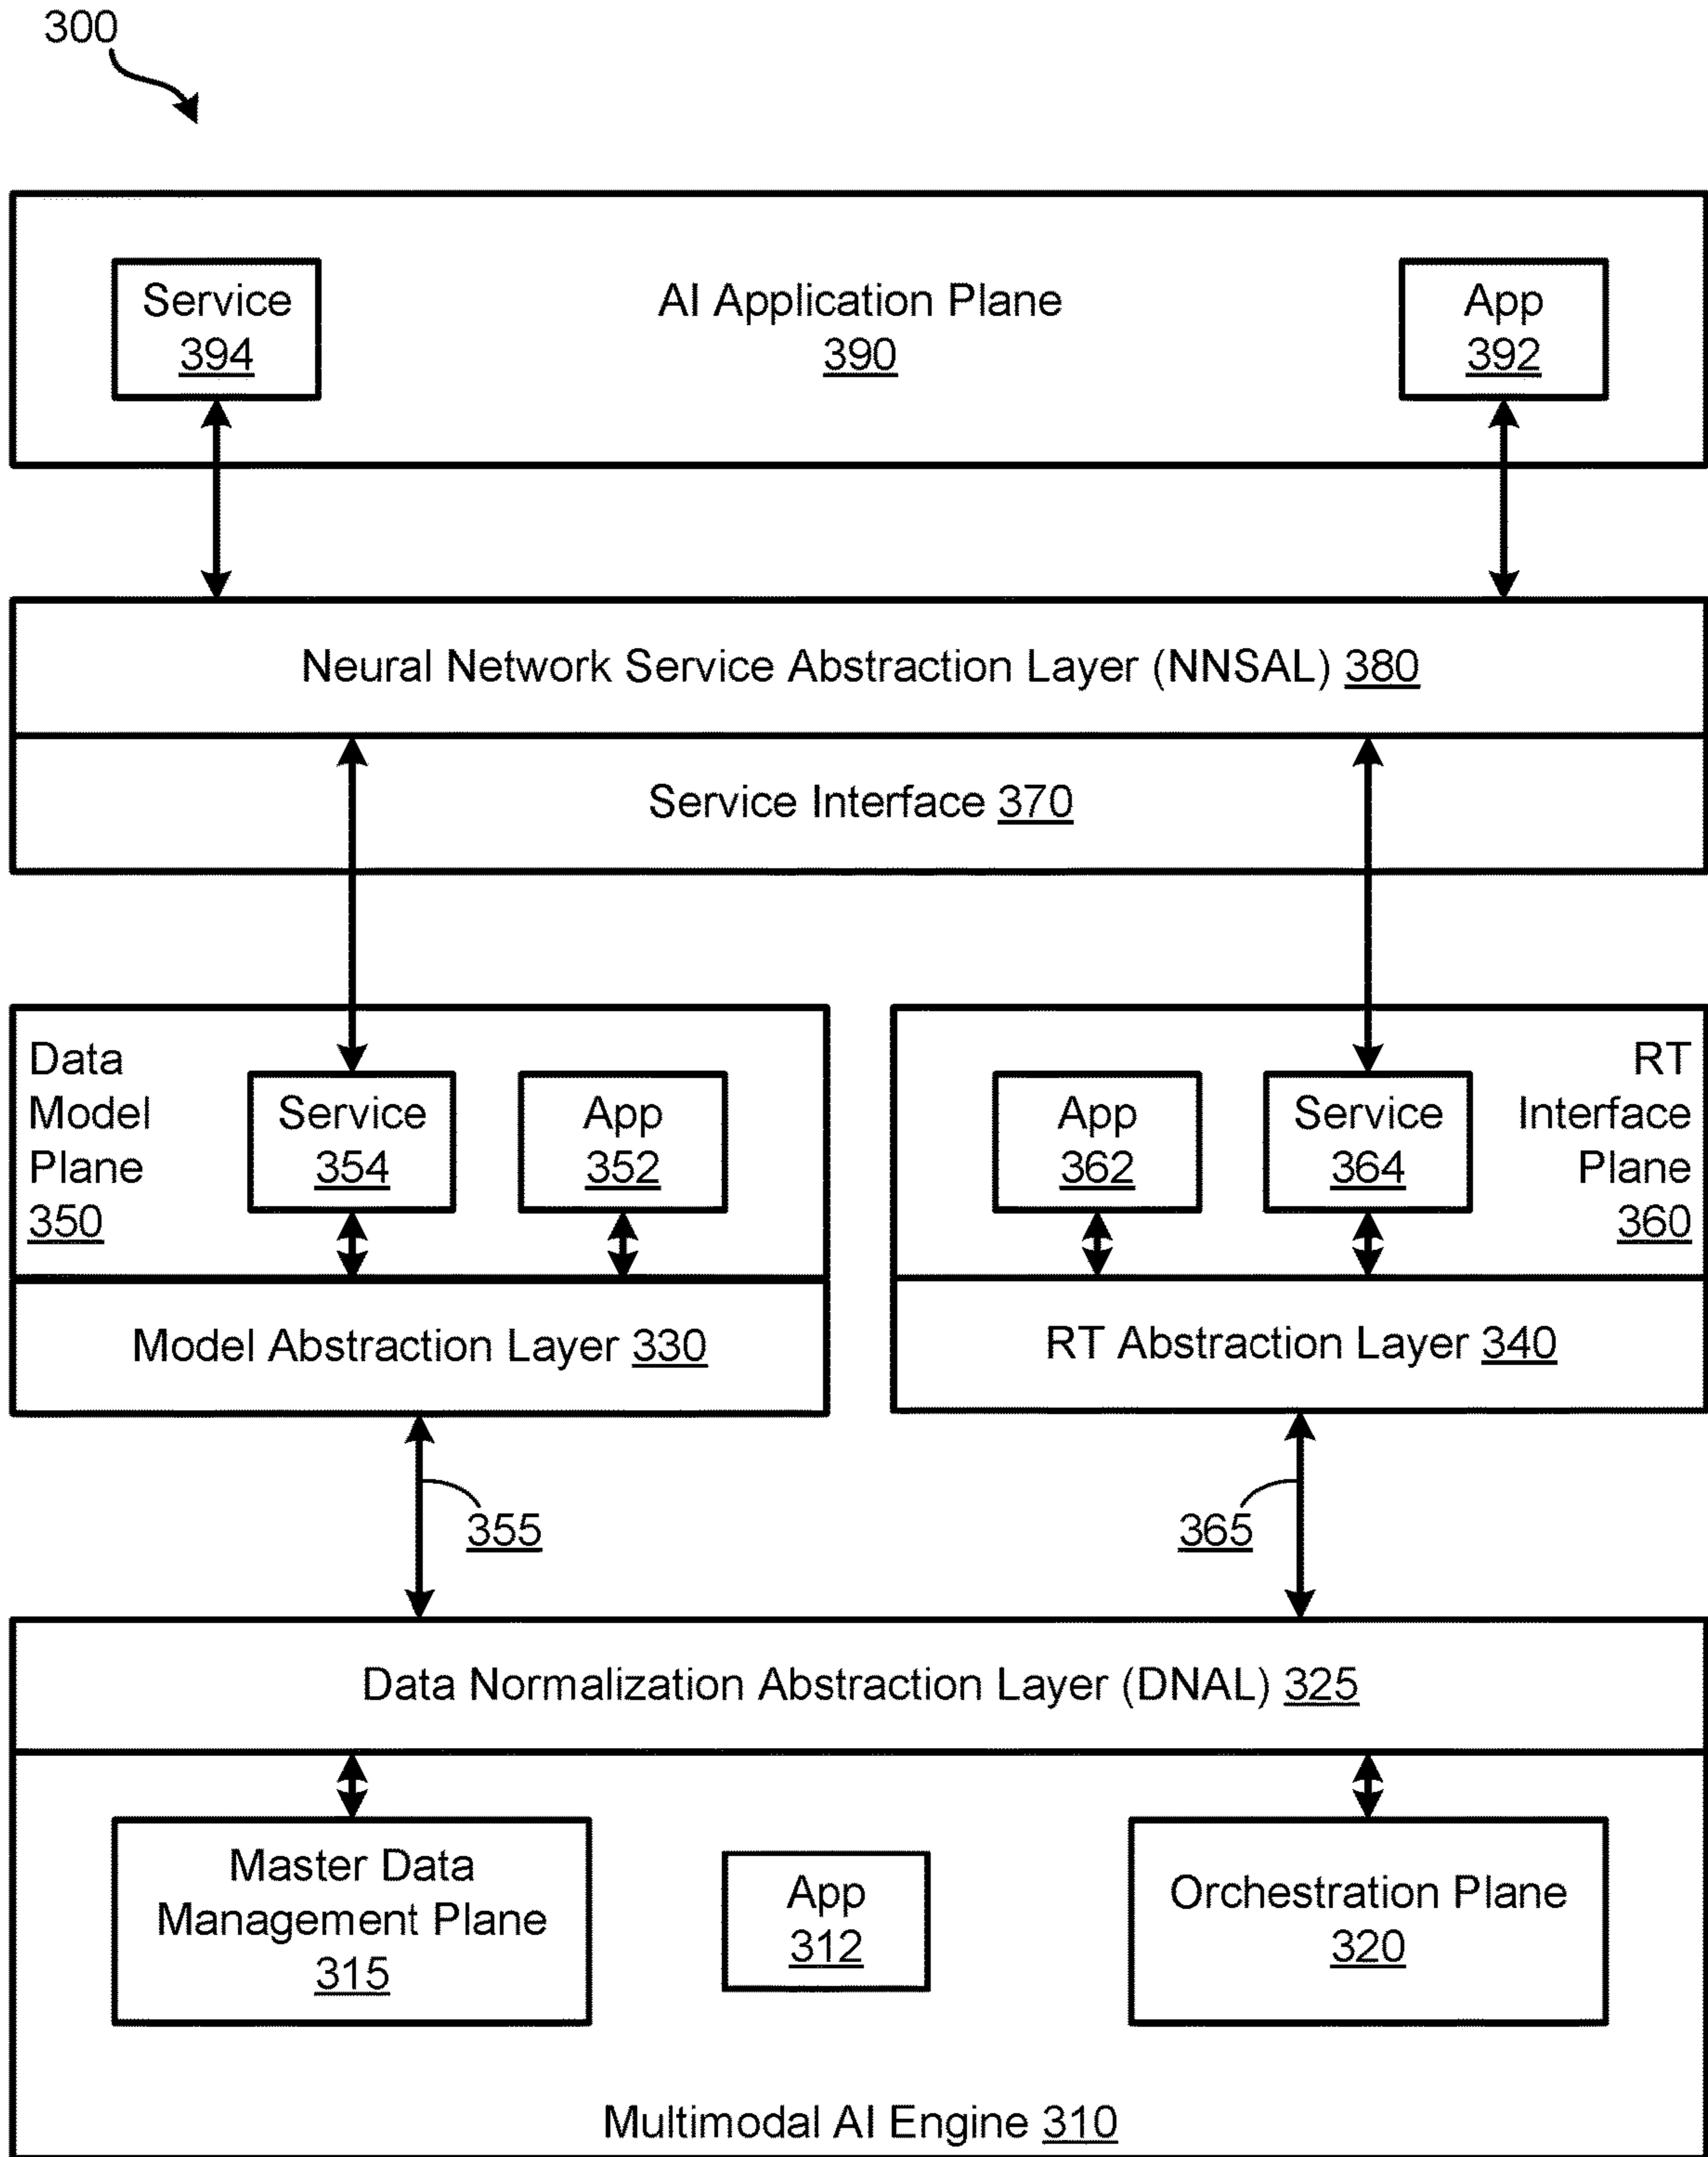 300
Service
394
AI Application Plane
390
App
392
Neural Network Service Abstraction Layer (NNSAL) 380
Service Interface 370
Data
Model
Plane
350
Service
354
App
352
App
362
Service
364
RT
Interface
Plane
360
Model Abstraction Layer 330
RT Abstraction Layer 340
355
365
Data Normalization Abstraction Layer (DNAL) 325
Master Data
Management Plane
315
App
312
Orchestration Plane
320
Multimodal AI Engine 310